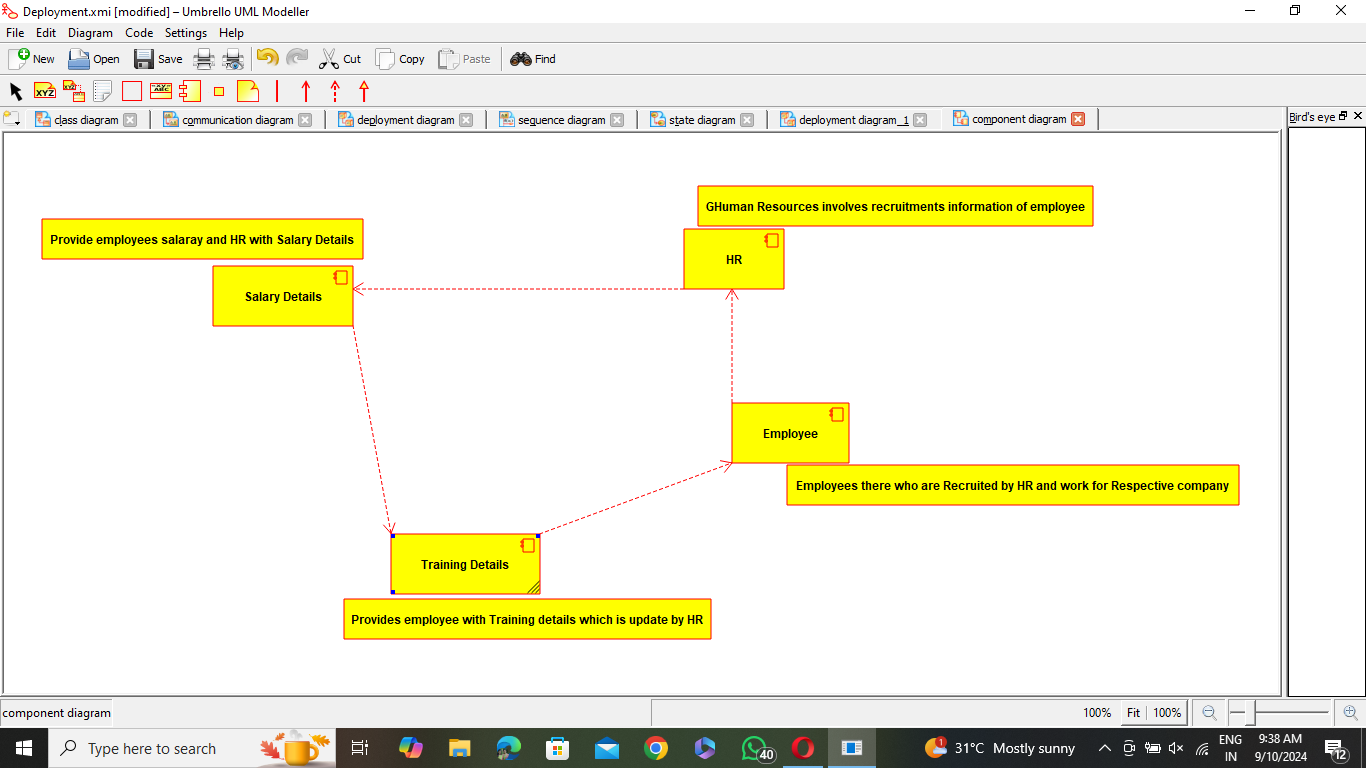 Deployment.xmi [modified] – Umbrello UML Modeller
File Edit Diagram Code Settings Help
New Open Save Cut Copy Paste Find
XYZ XYZ XY ABC
class diagram communication diagram deployment diagram sequence diagram state diagram deployment diagram_1 component diagram
Bird's eye
GHuman Resources involves recruitments information of employee
Provide employees salaray and HR with Salary Details
HR
Salary Details
Employee
Employees there who are Recruited by HR and work for Respective company
Training Details
Provides employee with Training details which is update by HR
component diagram
100% Fit 100%
Type here to search
40
1
31°C Mostly sunny
ENG
IN
9:38 AM
9/10/2024
12